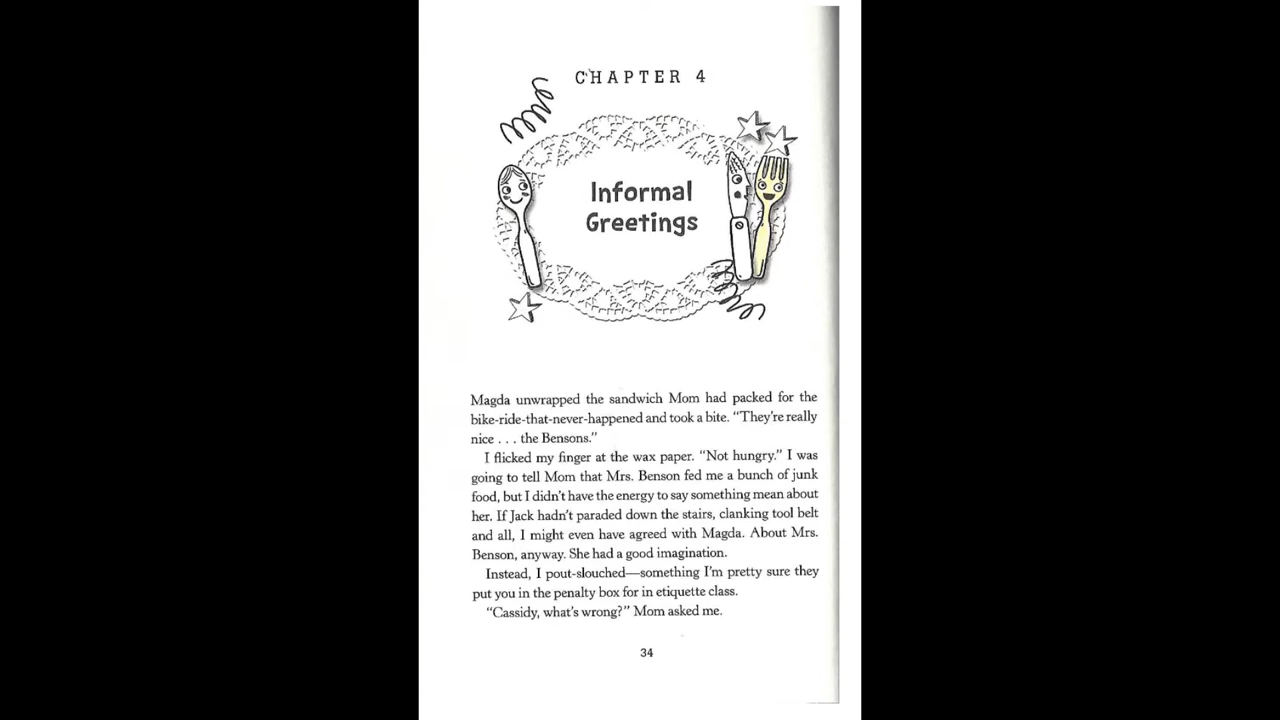 CHAPTER 4
Informal
Greetings
Magda unwrapped the sandwich Mom had packed for the
bike-ride-that-never-happened and took a bite. “They’re really
nice . . . the Bensons.”
I flicked my finger at the wax paper. “Not hungry.” I was
going to tell Mom that Mrs. Benson fed me a bunch of junk
food, but I didn’t have the energy to say something mean about
her. If Jack hadn’t paraded down the stairs, clanking tool belt
and all, I might even have agreed with Magda. About Mrs.
Benson, anyway. She had a good imagination.
Instead, I pout-slouched—something I’m pretty sure they
put you in the penalty box for in etiquette class.
“Cassidy, what’s wrong?” Mom asked me.
34